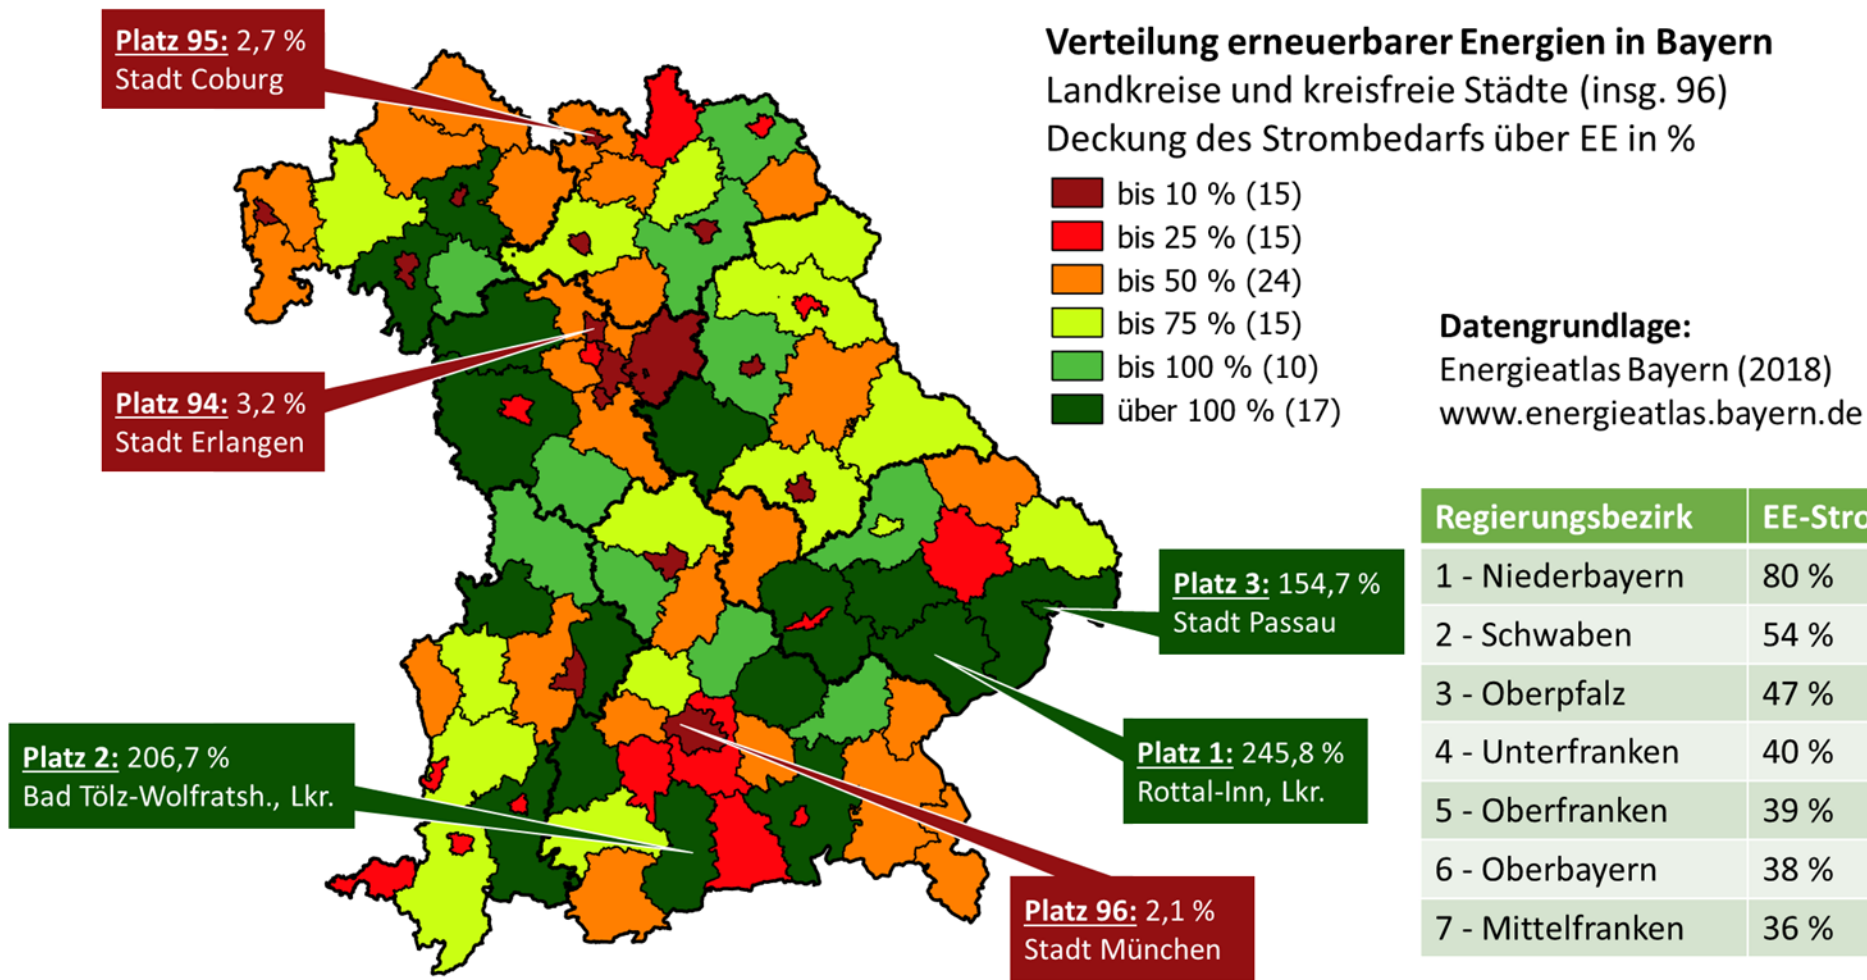 Platz 95: 2,7 %
Stadt Coburg
Verteilung erneuerbarer Energien in Bayern
Landkreise und kreisfreie Städte (insg. 96)
Deckung des Strombedarfs über EE in %
bis 10 % (15)
bis 25 % (15)
bis 50 % (24)
bis 75 % (15)
bis 100 % (10)
über 100 % (17)
Datengrundlage:
Energieatlas Bayern (2018)
www.energieatlas.bayern.de
Platz 94: 3,2 %
Stadt Erlangen
Platz 3: 154,7 %
Stadt Passau
Platz 1: 245,8 %
Rottal-Inn, Lkr.
Platz 2: 206,7 %
Bad Tölz-Wolfratsh., Lkr.
Platz 96: 2,1 %
Stadt München
Regierungsbezirk EE-Stro
1 - Niederbayern 80 %
2 - Schwaben 54 %
3 - Oberpfalz 47 %
4 - Unterfranken 40 %
5 - Oberfranken 39 %
6 - Oberbayern 38 %
7 - Mittelfranken 36 %